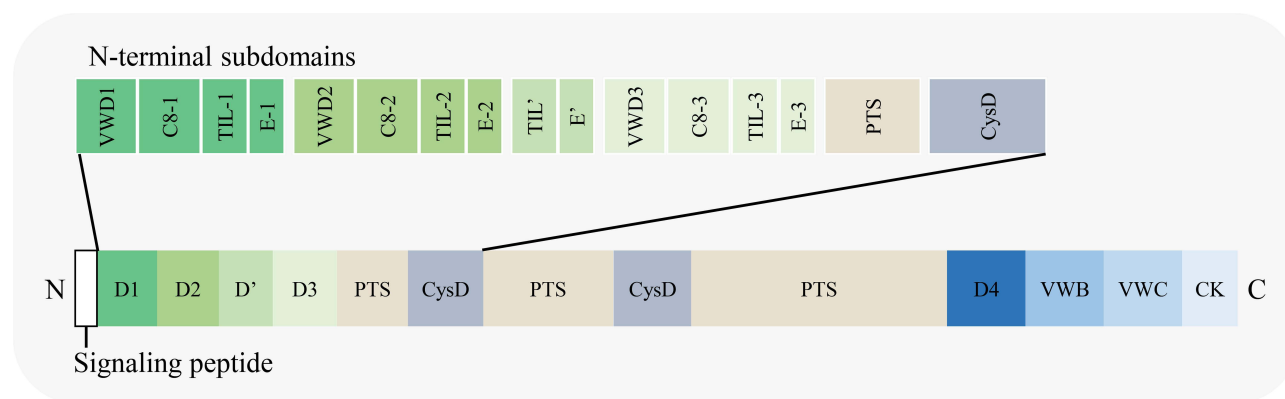 N-terminal subdomains
VWD1 C8-1 TIL-1 E-1 VWD2 C8-2 TIL-2 E-2 TIL’ E’ VWD3 C8-3 TIL-3 E-3 PTS CysD
N D1 D2 D’ D3 PTS CysD PTS CysD PTS D4 VWB VWC CK C
Signaling peptide